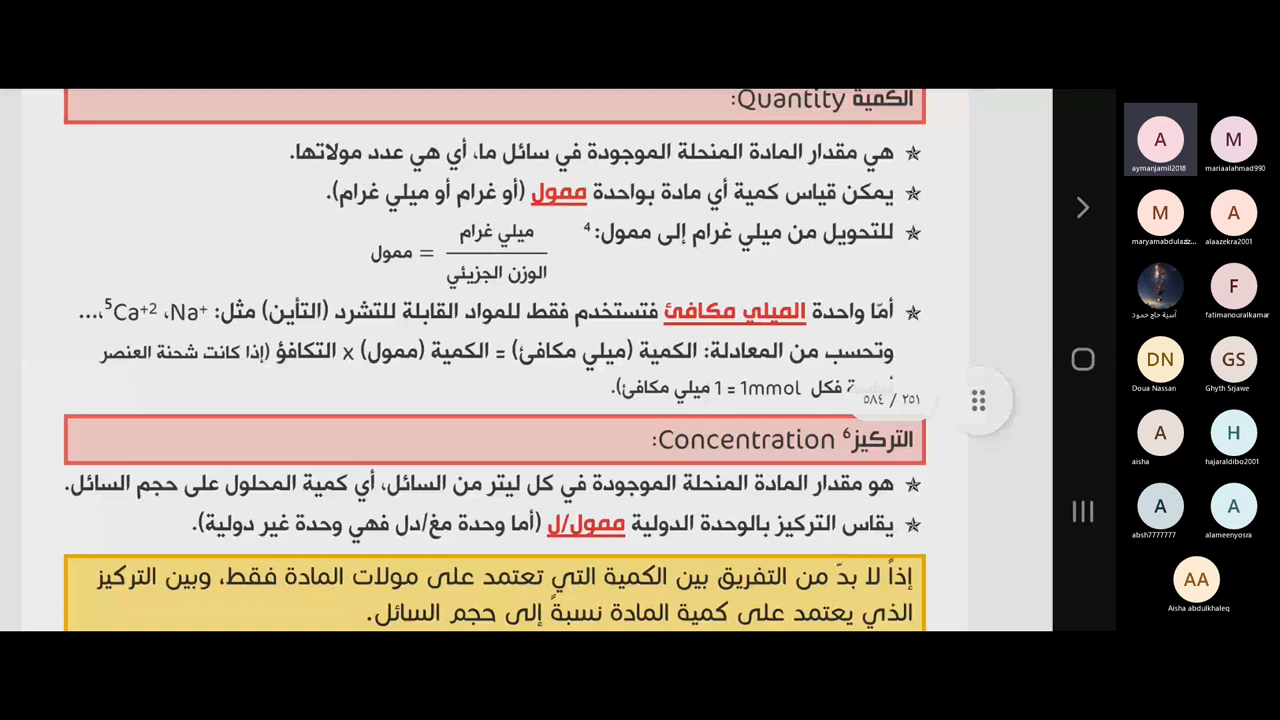 الكمية Quantity:
✯ هي مقدار المادة المنحلة الموجودة في سائل ما، أي هي عدد مولاتها.
✯ يمكن قياس كمية أي مادة بواحدة ممول (أو غرام أو ميلي غرام).
✯ للتحويل من ميلي غرام إلى ممول: ⁴
ميلي غرام
ممول =
الوزن الجزيئي
✯ أمّا واحدة الميلي مكافئ فتستخدم فقط للمواد القابلة للتشرد (التأين) مثل: Na⁺، Ca⁺²،⁵...
وتحسب من المعادلة: الكمية (ميلي مكافئ) = الكمية (ممول) x التكافؤ (إذا كانت شحنة العنصر
فكل 1mmol = 1 ميلي مكافئ).
٢٥١ / ٥٨٤
التركيز⁶ Concentration:
✯ هو مقدار المادة المنحلة الموجودة في كل ليتر من السائل، أي كمية المحلول على حجم السائل.
✯ يقاس التركيز بالوحدة الدولية ممول/ل (أما وحدة مغ/دل فهي وحدة غير دولية).
إذاً لا بدّ من التفريق بين الكمية التي تعتمد على مولات المادة فقط، وبين التركيز
الذي يعتمد على كمية المادة نسبةً إلى حجم السائل.
A
aymanjamil2018
M
mariaalahmad990
M
maryamabdulaziz...
A
alaazekra2001
آسية حاج حمود
F
fatimanouralkamar
DN
Doua Nassan
GS
Ghyth Srjawe
A
aisha
H
hajaraldibo2001
A
absh7777777
A
alameenyosra
AA
Aisha abdulkhaleq